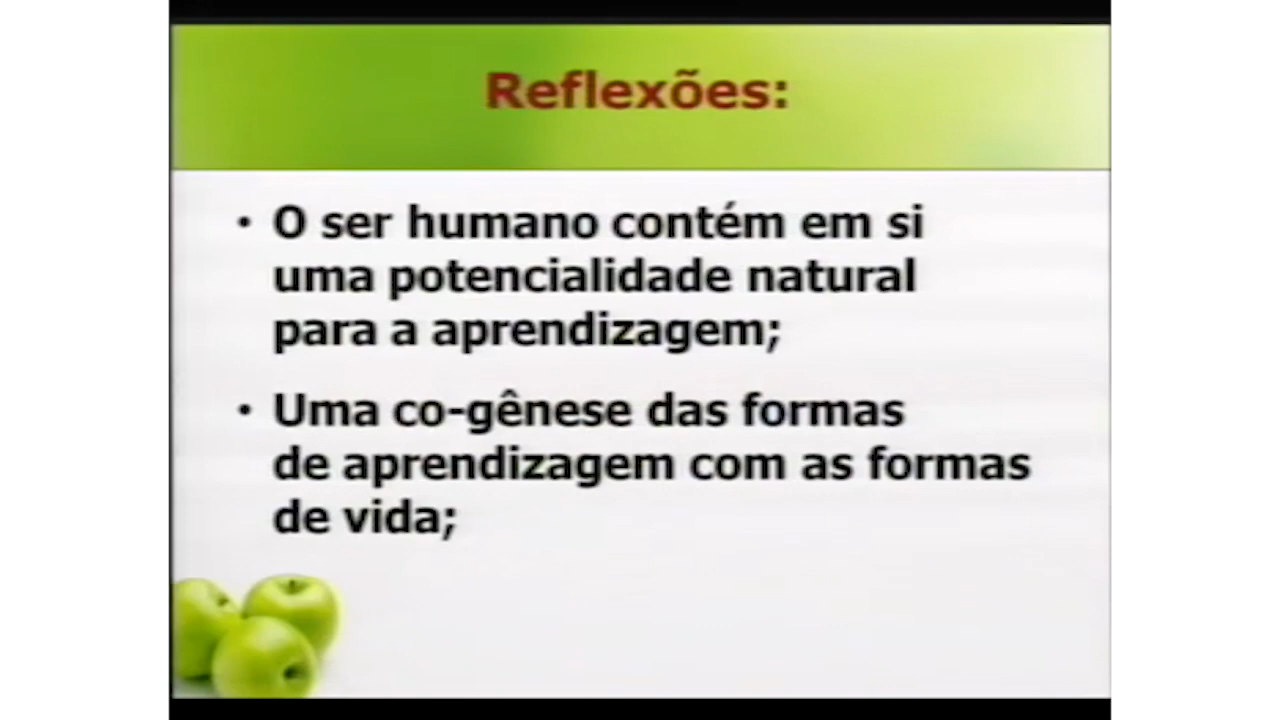 Reflexões:
• O ser humano contém em si
uma potencialidade natural
para a aprendizagem;
• Uma co-gênese das formas
de aprendizagem com as formas
de vida;